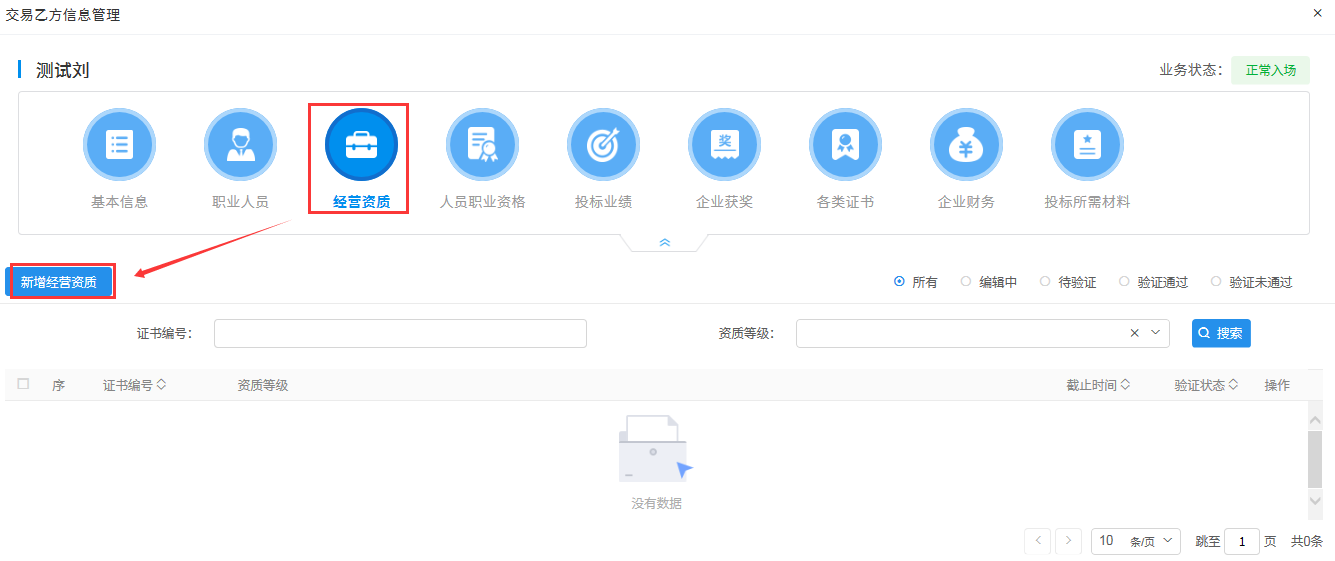 交易乙方信息管理
测试刘
业务状态： 正常入场
奖
基本信息 职业人员 经营资质 人员职业资格 投标业绩 企业获奖 各类证书 企业财务 投标所需材料
新增经营资质 所有 编辑中 待验证 验证通过 验证未通过
证书编号： 资质等级： 搜索
序 证书编号 资质等级 截止时间 验证状态 操作
没有数据
10 条/页 跳至 1 页 共0条